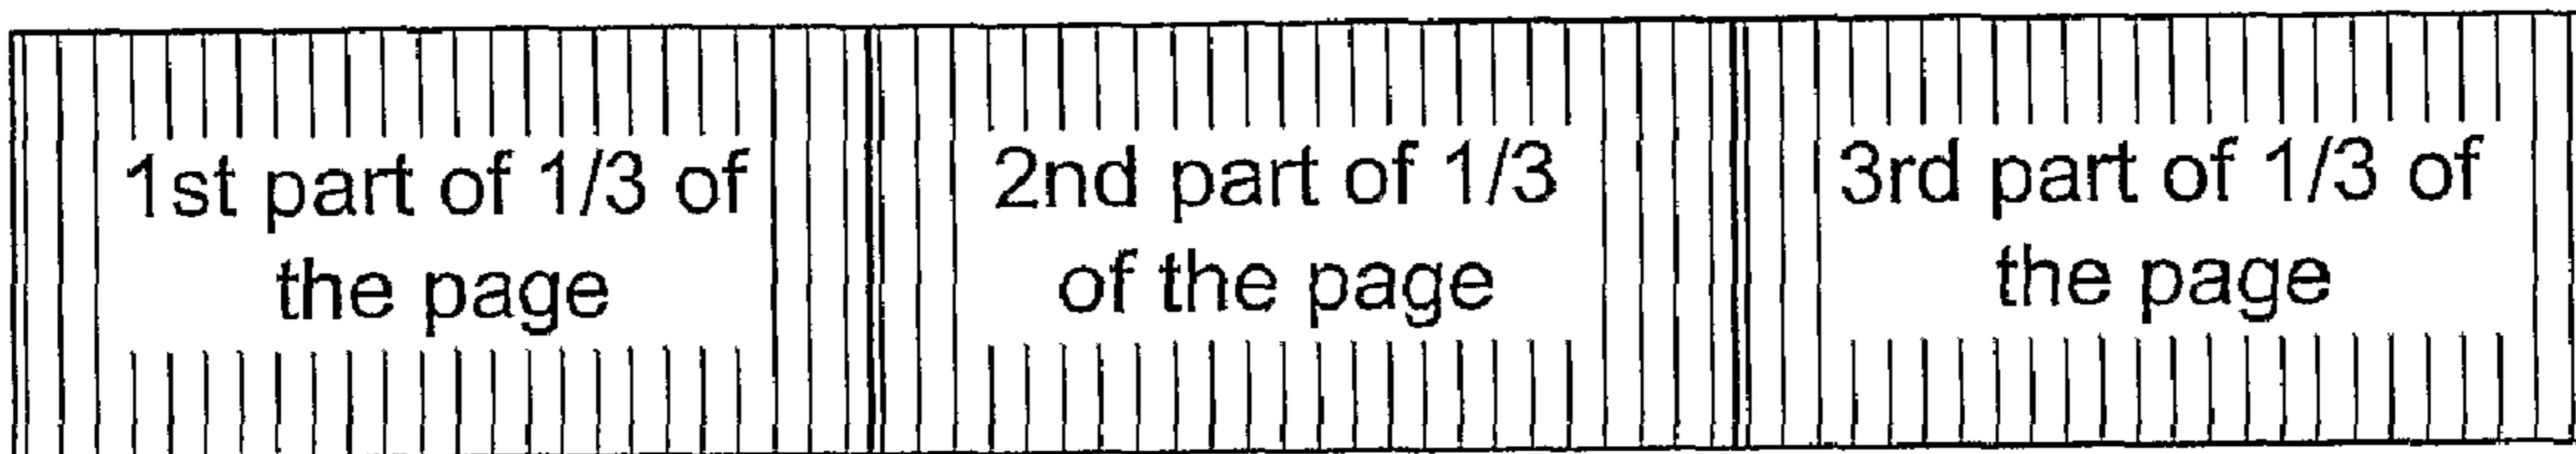 1st part of 1/3 of
the page
2nd part of 1/3
of the page
3rd part of 1/3 of
the page